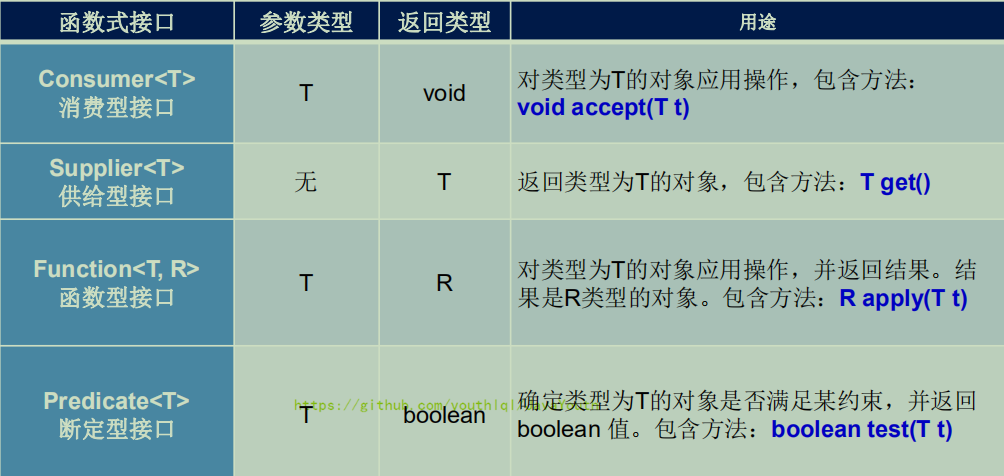 函数式接口 参数类型 返回类型 用途
Consumer<T>
消费型接口
T
void
对类型为T的对象应用操作，包含方法：
void accept(T t)
Supplier<T>
供给型接口
无
T
返回类型为T的对象，包含方法：T get()
Function<T, R>
函数型接口
T
R
对类型为T的对象应用操作，并返回结果。结
果是R类型的对象。包含方法：R apply(T t)
Predicate<T>
断定型接口
T
boolean
确定类型为T的对象是否满足某约束，并返回
boolean 值。包含方法：boolean test(T t)